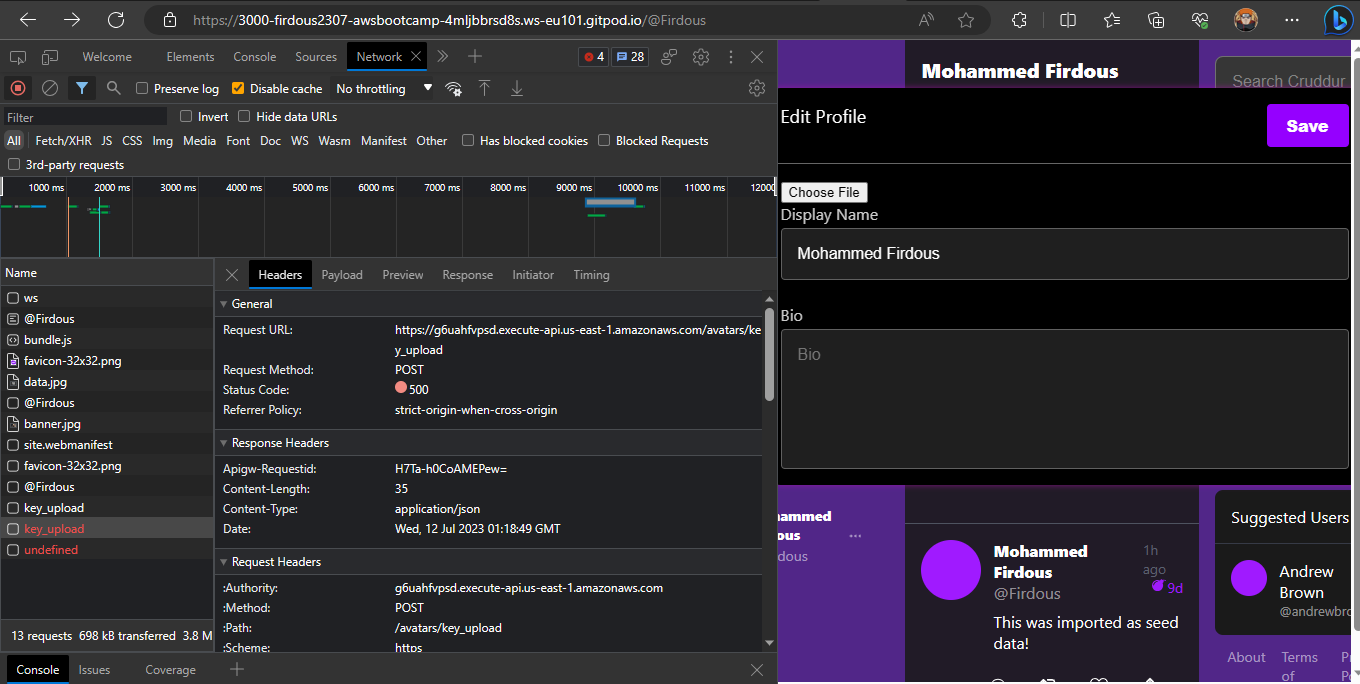 https://3000-firdous2307-awsbootcamp-4mljbbrsd8s.ws-eu101.gitpod.io/@Firdous
Welcome Elements Console Sources Network 4 28
Preserve log Disable cache No throttling
Filter Invert Hide data URLs
All Fetch/XHR JS CSS Img Media Font Doc WS Wasm Manifest Other Has blocked cookies Blocked Requests
3rd-party requests
1000 ms 2000 ms 3000 ms 4000 ms 5000 ms 6000 ms 7000 ms 8000 ms 9000 ms 10000 ms 11000 ms 12000
Name
ws
@Firdous
bundle.js
favicon-32x32.png
data.jpg
@Firdous
banner.jpg
site.webmanifest
favicon-32x32.png
@Firdous
key_upload
key_upload
undefined
13 requests 698 kB transferred 3.8 M
Headers Payload Preview Response Initiator Timing
General
Request URL: https://g6uahfvpsd.execute-api.us-east-1.amazonaws.com/avatars/ke
y_upload
Request Method: POST
Status Code: 500
Referrer Policy: strict-origin-when-cross-origin
Response Headers
Apigw-Requestid: H7Ta-h0CoAMEPew=
Content-Length: 35
Content-Type: application/json
Date: Wed, 12 Jul 2023 01:18:49 GMT
Request Headers
:Authority: g6uahfvpsd.execute-api.us-east-1.amazonaws.com
:Method: POST
:Path: /avatars/key_upload
:Scheme: https
Console Issues Coverage
Mohammed Firdous
Search Cruddur
Edit Profile
Save
Choose File
Display Name
Mohammed Firdous
Bio
Bio
ammed
ous
dous
Mohammed
Firdous
@Firdous
1h
ago
9d
This was imported as seed
data!
Suggested Users
Andrew
Brown
@andrewbro
About Terms
of